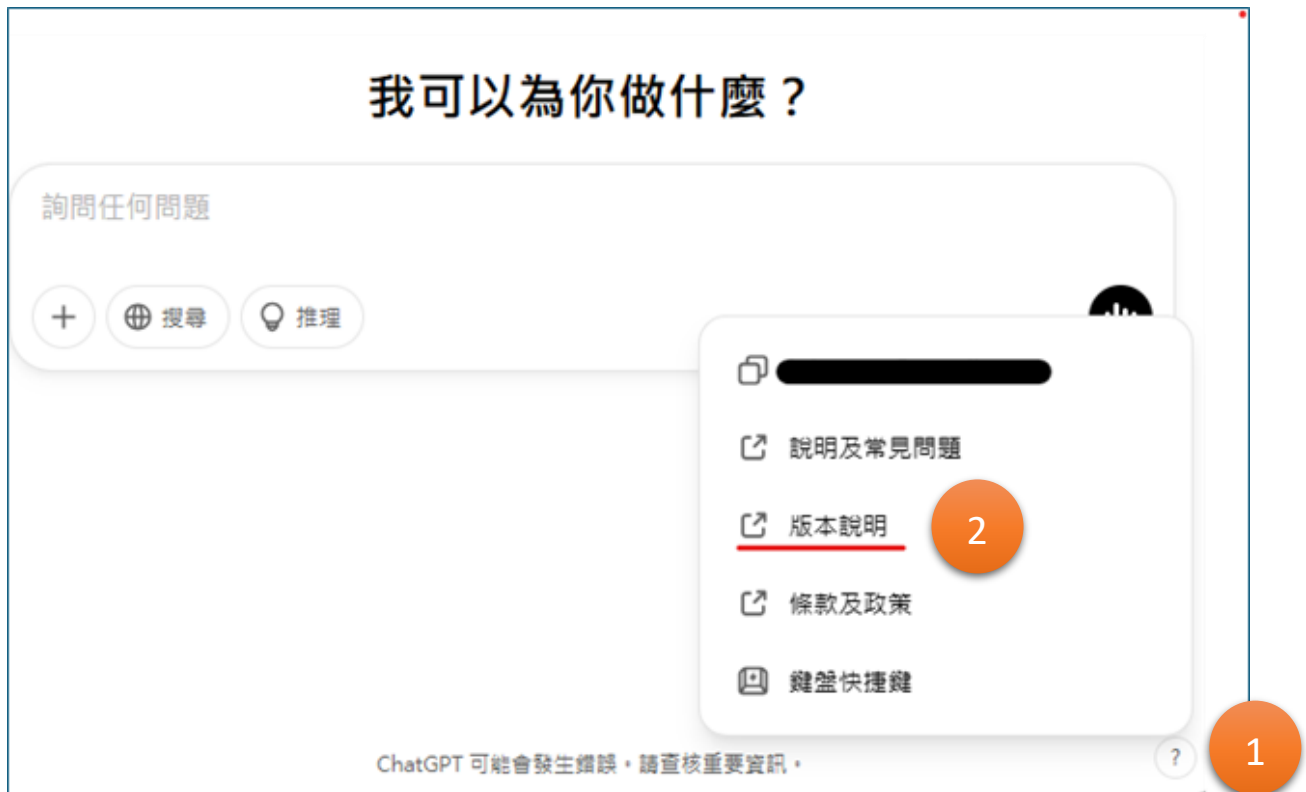 我可以為你做什麼？
詢問任何問題
搜尋
推理
說明及常見問題
版本說明
2
條款及政策
鍵盤快捷鍵
ChatGPT 可能會發生錯誤。請查核重要資訊。
?
1